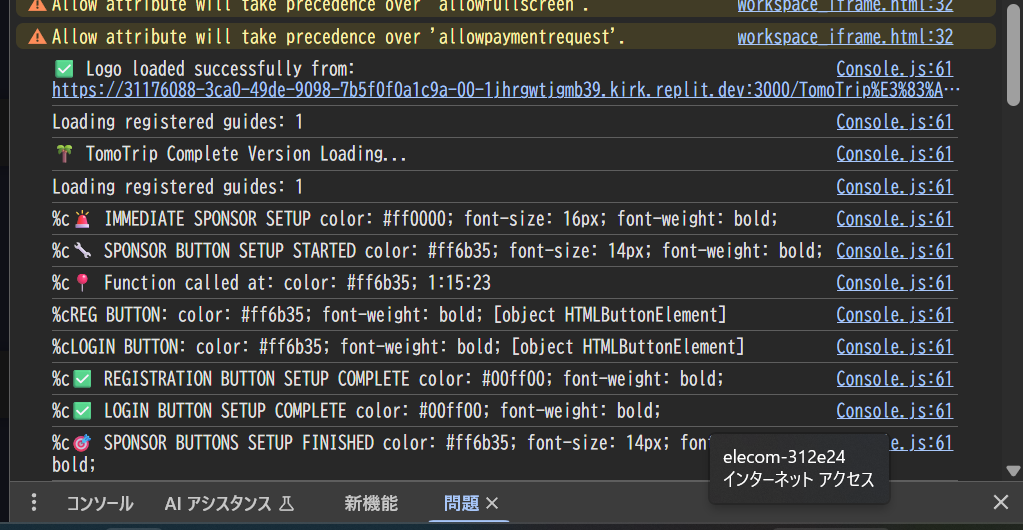 Allow attribute will take precedence over 'allowfullscreen'. workspace_iframe.html:32
Allow attribute will take precedence over 'allowpaymentrequest'. workspace_iframe.html:32
✅ Logo loaded successfully from: Console.js:61
https://31176088-3ca0-49de-9098-7b5f0f0a1c9a-00-1jhrgwtjgmb39.kirk.replit.dev:3000/TomoTrip%E3%83%A…
Loading registered guides: 1 Console.js:61
🌴 TomoTrip Complete Version Loading... Console.js:61
Loading registered guides: 1 Console.js:61
%c🚨 IMMEDIATE SPONSOR SETUP color: #ff0000; font-size: 16px; font-weight: bold; Console.js:61
%c🔧 SPONSOR BUTTON SETUP STARTED color: #ff6b35; font-size: 14px; font-weight: bold; Console.js:61
%c📍 Function called at: color: #ff6b35; 1:15:23 Console.js:61
%cREG BUTTON: color: #ff6b35; font-weight: bold; [object HTMLButtonElement] Console.js:61
%cLOGIN BUTTON: color: #ff6b35; font-weight: bold; [object HTMLButtonElement] Console.js:61
%c✅ REGISTRATION BUTTON SETUP COMPLETE color: #00ff00; font-weight: bold; Console.js:61
%c✅ LOGIN BUTTON SETUP COMPLETE color: #00ff00; font-weight: bold; Console.js:61
%c🎯 SPONSOR BUTTONS SETUP FINISHED color: #ff6b35; font-size: 14px; fon e.js:61
bold;
elecom-312e24
インターネット アクセス
コンソール AI アシスタンス 新機能 問題